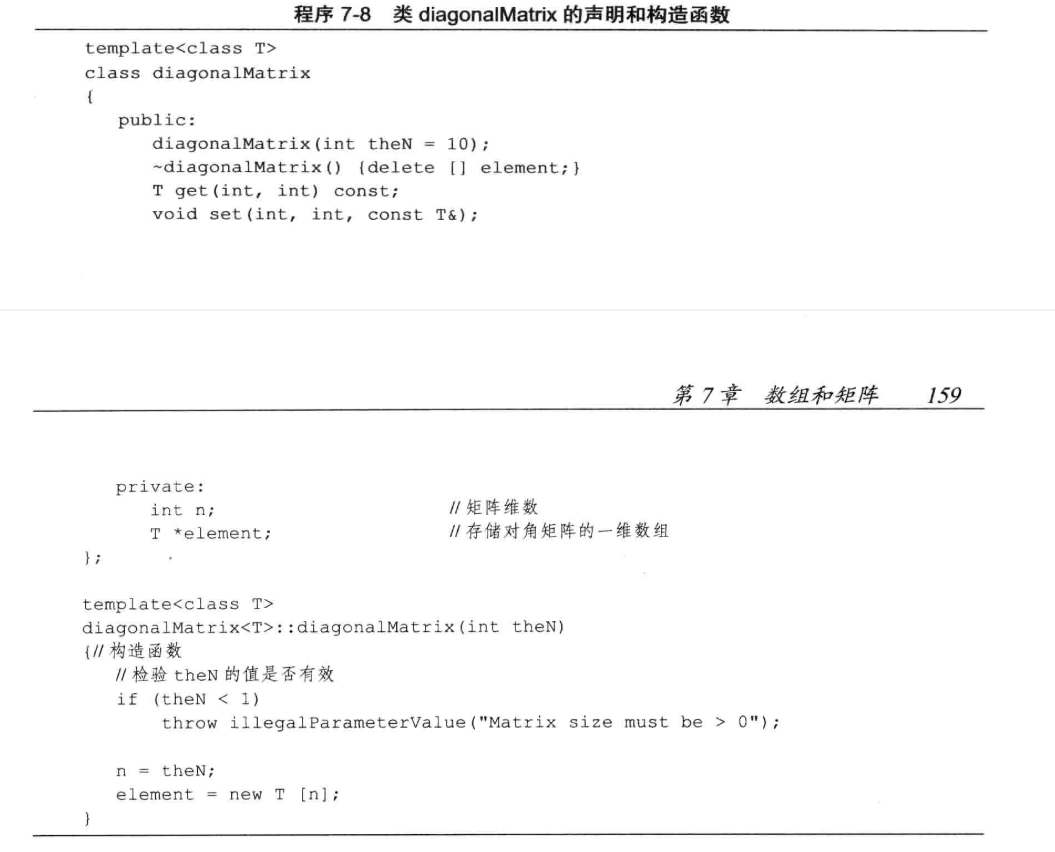 程序 7-8 类 diagonalMatrix 的声明和构造函数
template<class T>
class diagonalMatrix
{
public:
diagonalMatrix(int theN = 10);
~diagonalMatrix() {delete [] element;}
T get(int, int) const;
void set(int, int, const T&);
第 7 章 数组和矩阵 159
private:
int n; //矩阵维数
T *element; //存储对角矩阵的一维数组
};
template<class T>
diagonalMatrix<T>::diagonalMatrix(int theN)
{//构造函数
//检验 theN 的值是否有效
if (theN < 1)
throw illegalParameterValue("Matrix size must be > 0");
n = theN;
element = new T [n];
}